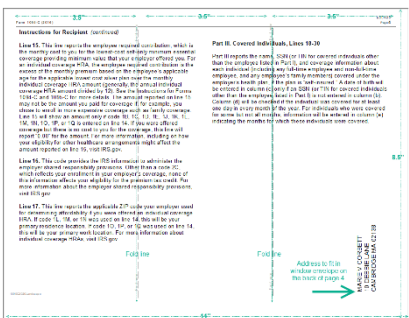 3.5"
3.5"
3.5"
Form 1095-C (2019)
Page
Instructions for Recipient (continued)
Line 15. This line reports the employee required contribution, which is
the monthly cost to you for the lowest-cost self-only minimum essential
coverage providing minimum value that your employer offered you. For
an individual coverage HRA, the employee required contribution is the
excess of the monthly premium based on the employee's applicable
age for the applicable lowest cost silver plan over the monthly
individual coverage HRA amount (generally, the annual individual
coverage HRA amount divided by 12). See the Instructions for Forms
1094-C and 1095-C for more details. The amount reported on line 15
may not be the amount you paid for coverage if, for example, you
chose to enroll in more expensive coverage such as family coverage.
Line 15 will show an amount only if code 1B, 1C, 1D, 1E, 1J, 1K, 1L,
1M, 1N, 1O, 1P, or 1Q is entered on line 14. If you were offered
coverage but there is no cost to you for the coverage, this line will
report "0.00" for the amount. For more information, including on how
your eligibility for other healthcare arrangements might affect the
amount reported on line 15, visit IRS.gov.
Line 16. This code provides the IRS information to administer the
employer shared responsibility provisions. Other than a code 2C,
which reflects your enrollment in your employer's coverage, none of
this information affects your eligibility for the premium tax credit. For
more information about the employer shared responsibility provisions,
visit IRS.gov.
Line 17. This line reports the applicable ZIP code your employer used
for determining affordability if you were offered an individual coverage
HRA. If code 1L, 1M, or 1N was used on line 14, this will be your
primary residence location. If code 1O, 1P, or 1Q was used on line 14,
this will be your primary work location. For more information about
individual coverage HRAs, visit IRS.gov.
Part III. Covered Individuals, Lines 18-30
Part III reports the name, SSN (or TIN for covered individuals other
than the employee listed in Part I), and coverage information about
each individual (including any full-time employee and non-full-time
employee, and any employee's family members) covered under the
employer's health plan, if the plan is "self-insured." A date of birth will
be entered in column (c) only if an SSN (or TIN for covered individuals
other than the employee listed in Part I) is not entered in column (b).
Column (d) will be checked if the individual was covered for at least
one day in every month of the year. For individuals who were covered
for some but not all months, information will be entered in column (e)
indicating the months for which these individuals were covered.
8.5"
Fold line
Fold line
Address to fit in
window envelope on
the back of page 4.
MARIE V CORBETT
CAMBRIDGE MA 02139
11"